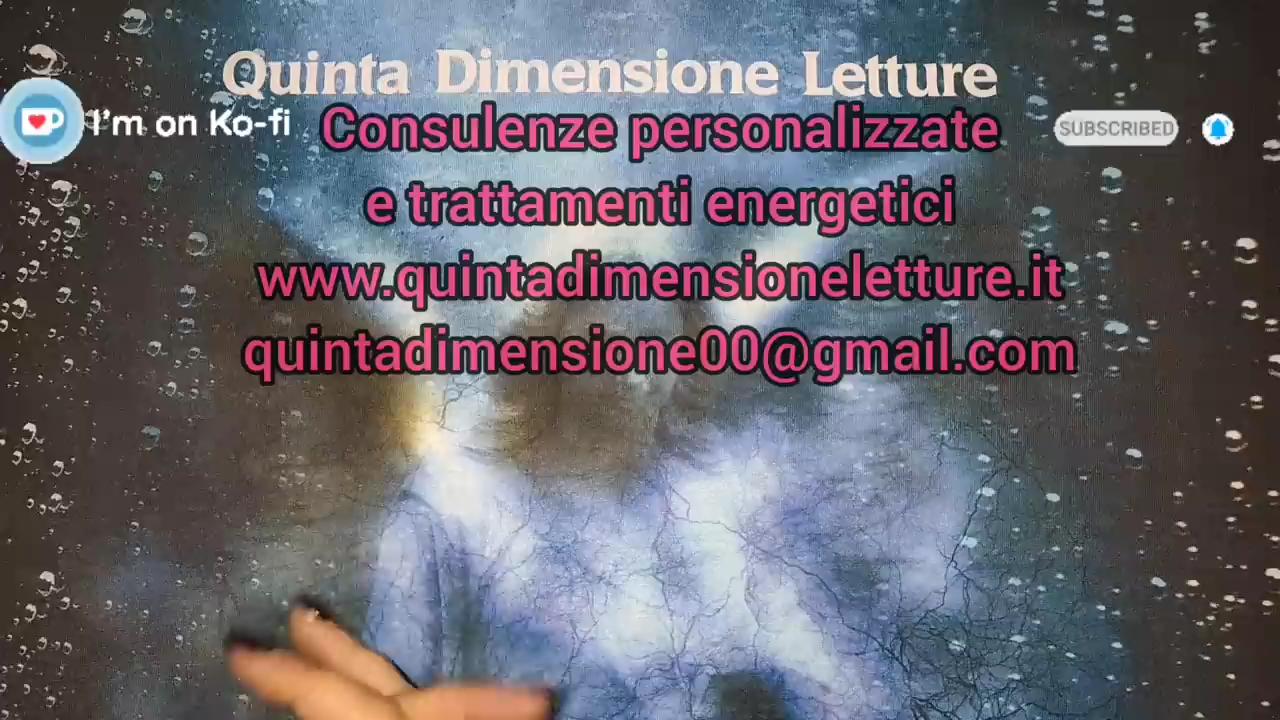 Quinta Dimensione Letture
I'm on Ko-fi
Consulenze personalizzate
SUBSCRIBED
e trattamenti energetici
www.quintadimensioneletture.it
quintadimensione00@gmail.com